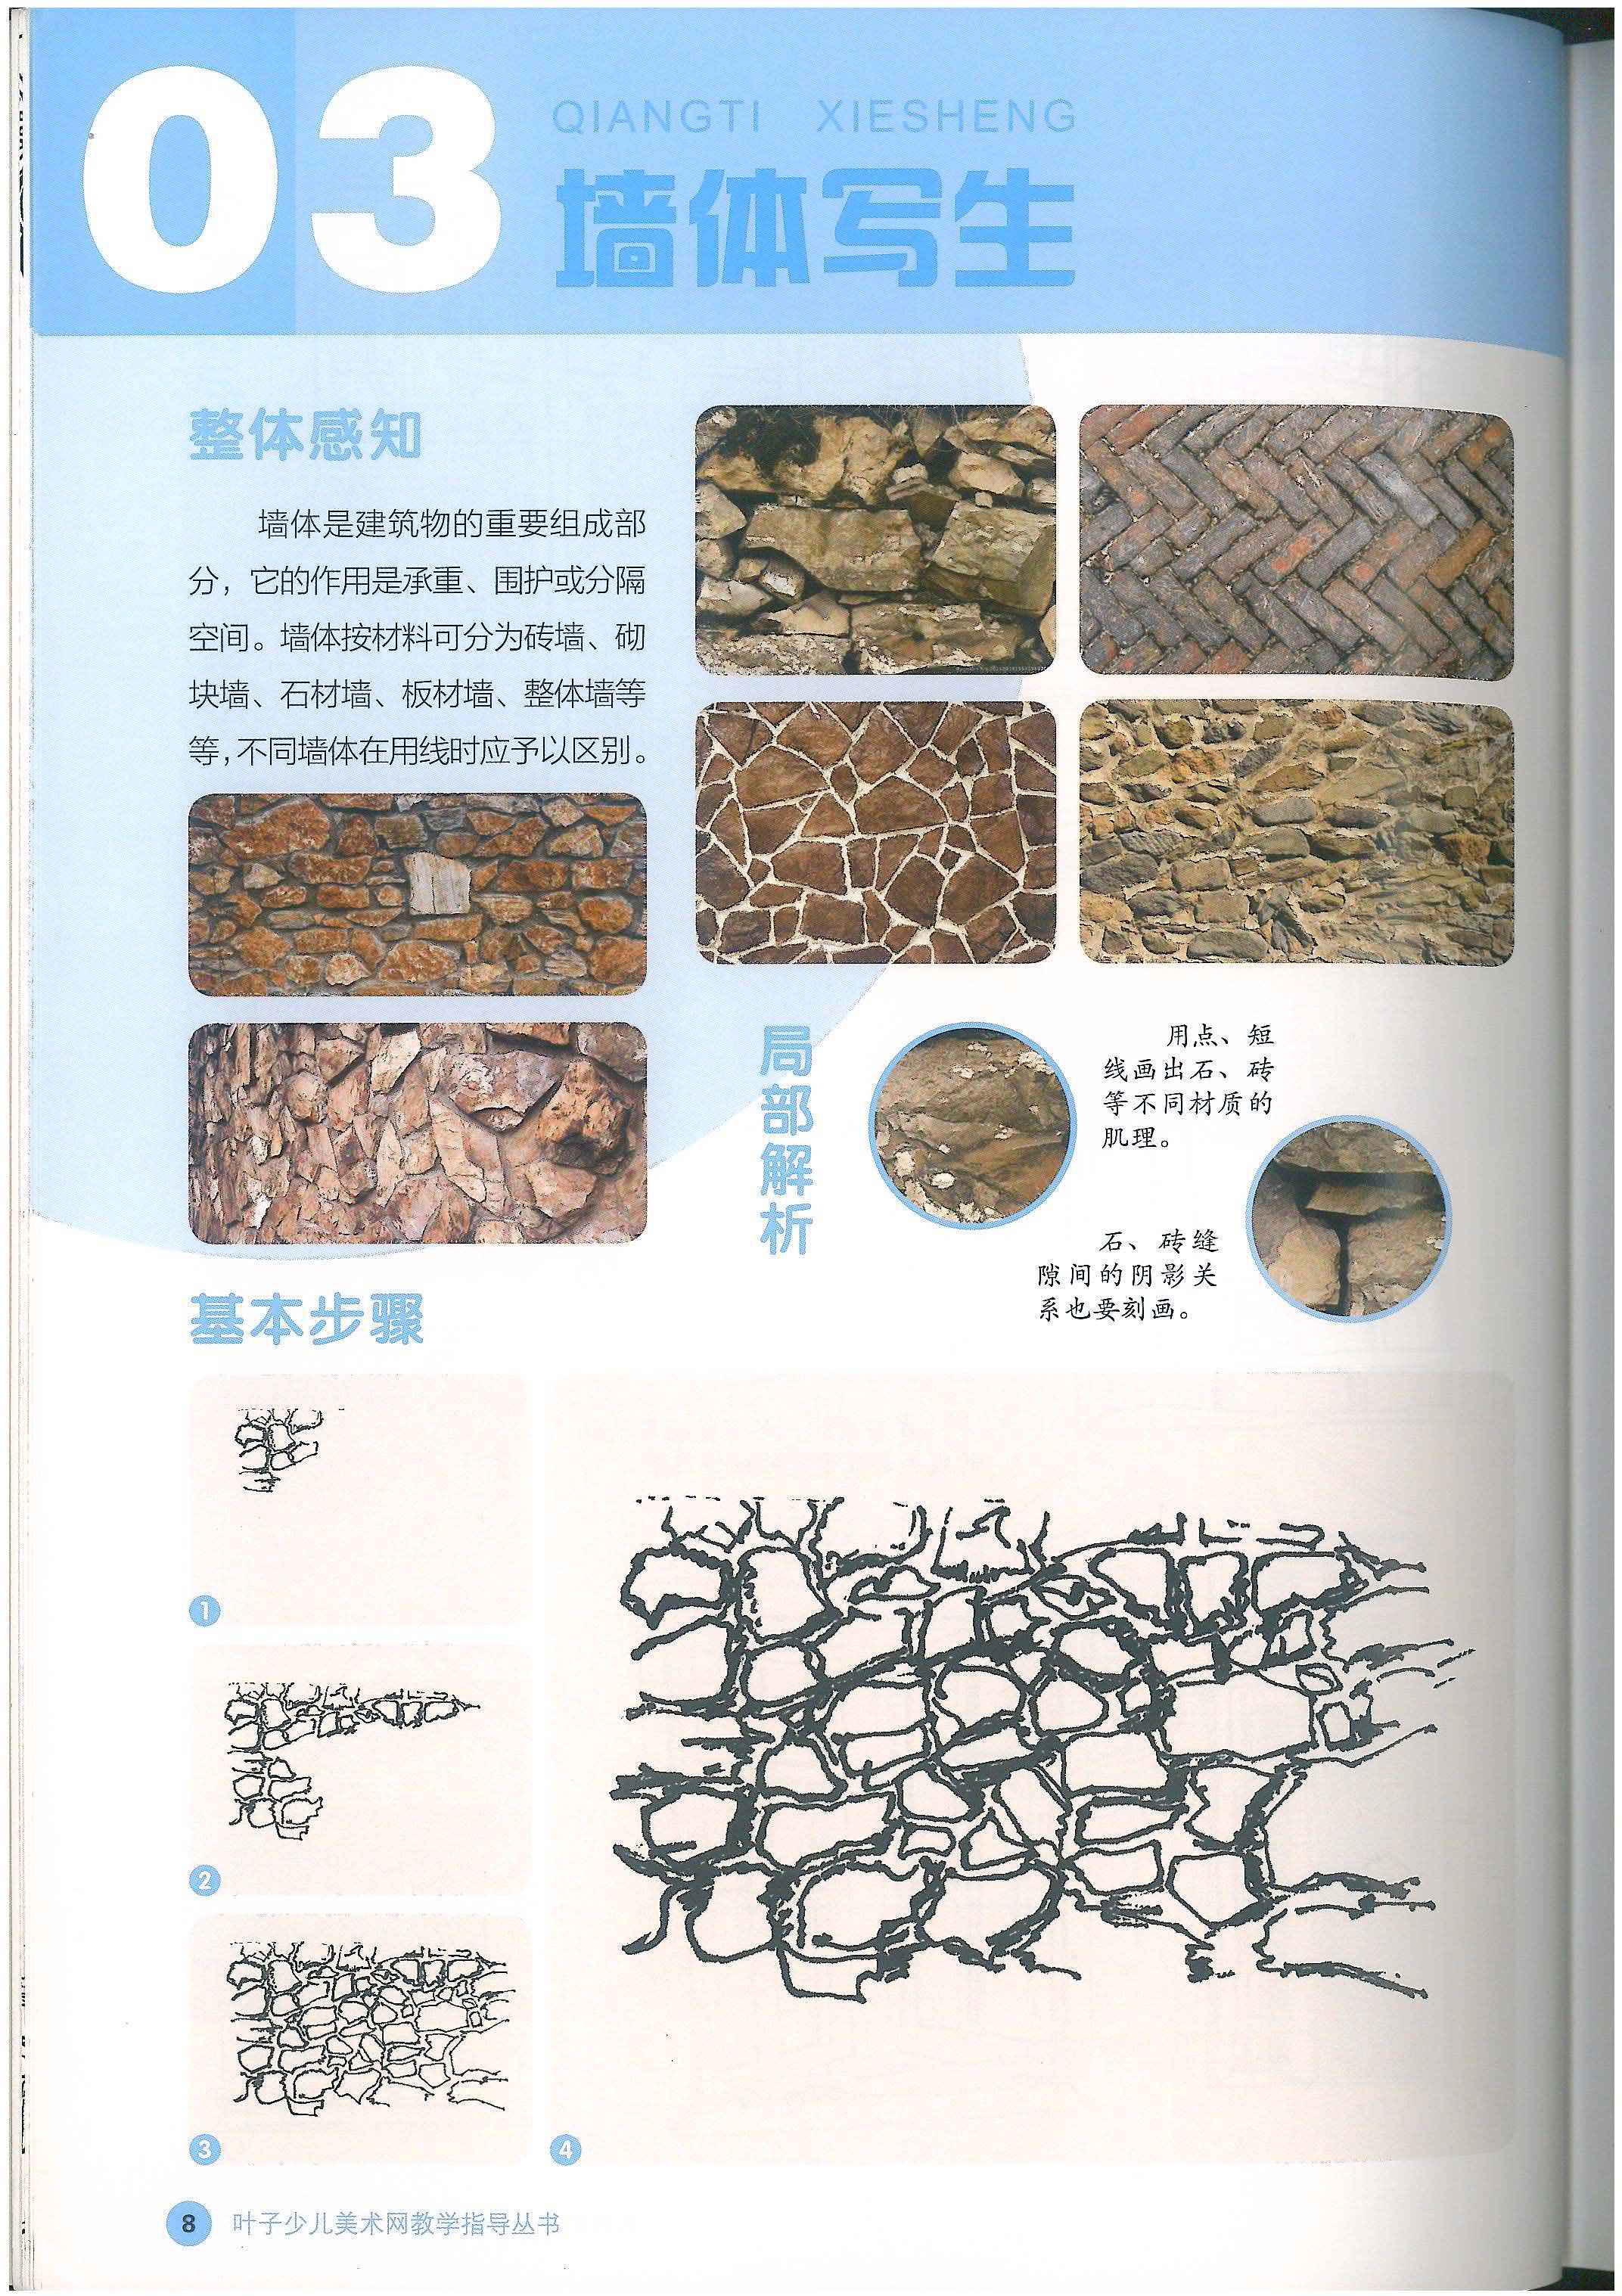 03
QIANGTI XIESHENG
墙体写生
整体感知
墙体是建筑物的重要组成部
分，它的作用是承重、围护或分隔
空间。墙体按材料可分为砖墙、砌
块墙、石材墙、板材墙、整体墙等
等，不同墙体在用线时应予以区别。
局部解析
用点、短
线画出石、砖
等不同材质的
肌理。
石、砖缝
隙间的阴影关
系也要刻画。
基本步骤
1
2
3
4
8 叶子少儿美术网教学指导丛书